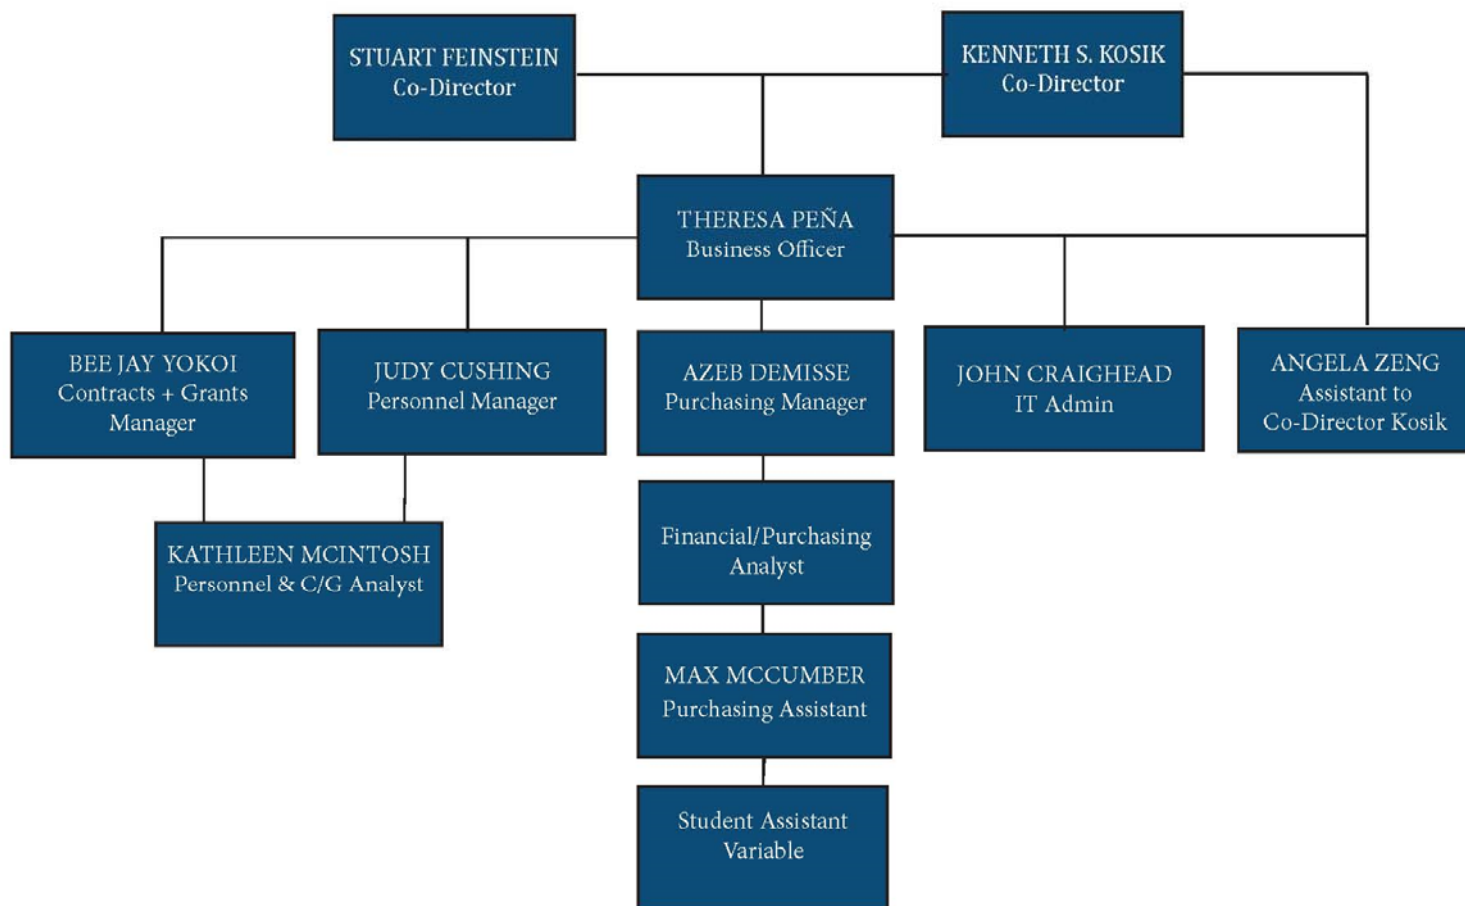 STUART FEINSTEIN
Co-Director
KENNETH S. KOSIK
Co-Director
THERESA PEÑA
Business Officer
BEE JAY YOKOI
Contracts + Grants
Manager
JUDY CUSHING
Personnel Manager
AZEB DEMISSE
Purchasing Manager
JOHN CRAIGHEAD
IT Admin
ANGELA ZENG
Assistant to
Co-Director Kosik
KATHLEEN MCINTOSH
Personnel & C/G Analyst
Financial/Purchasing
Analyst
MAX MCCUMBER
Purchasing Assistant
Student Assistant
Variable